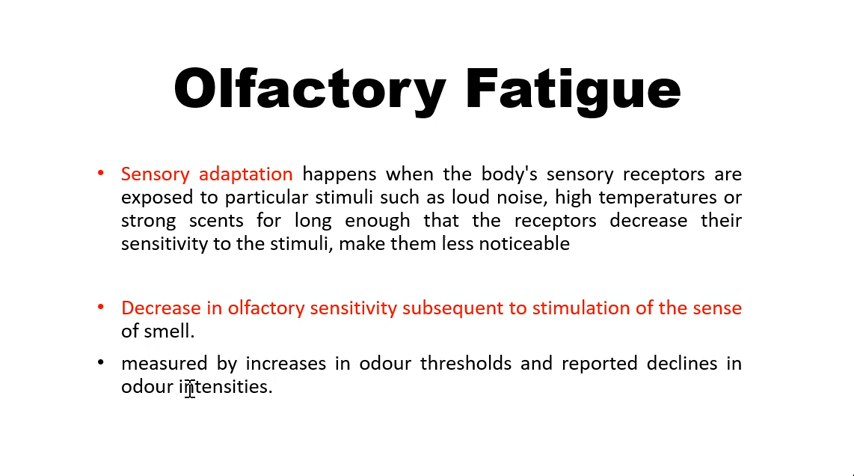 Olfactory Fatigue
• Sensory adaptation happens when the body's sensory receptors are
exposed to particular stimuli such as loud noise, high temperatures or
strong scents for long enough that the receptors decrease their
sensitivity to the stimuli, make them less noticeable
• Decrease in olfactory sensitivity subsequent to stimulation of the sense
of smell.
• measured by increases in odour thresholds and reported declines in
odour intensities.